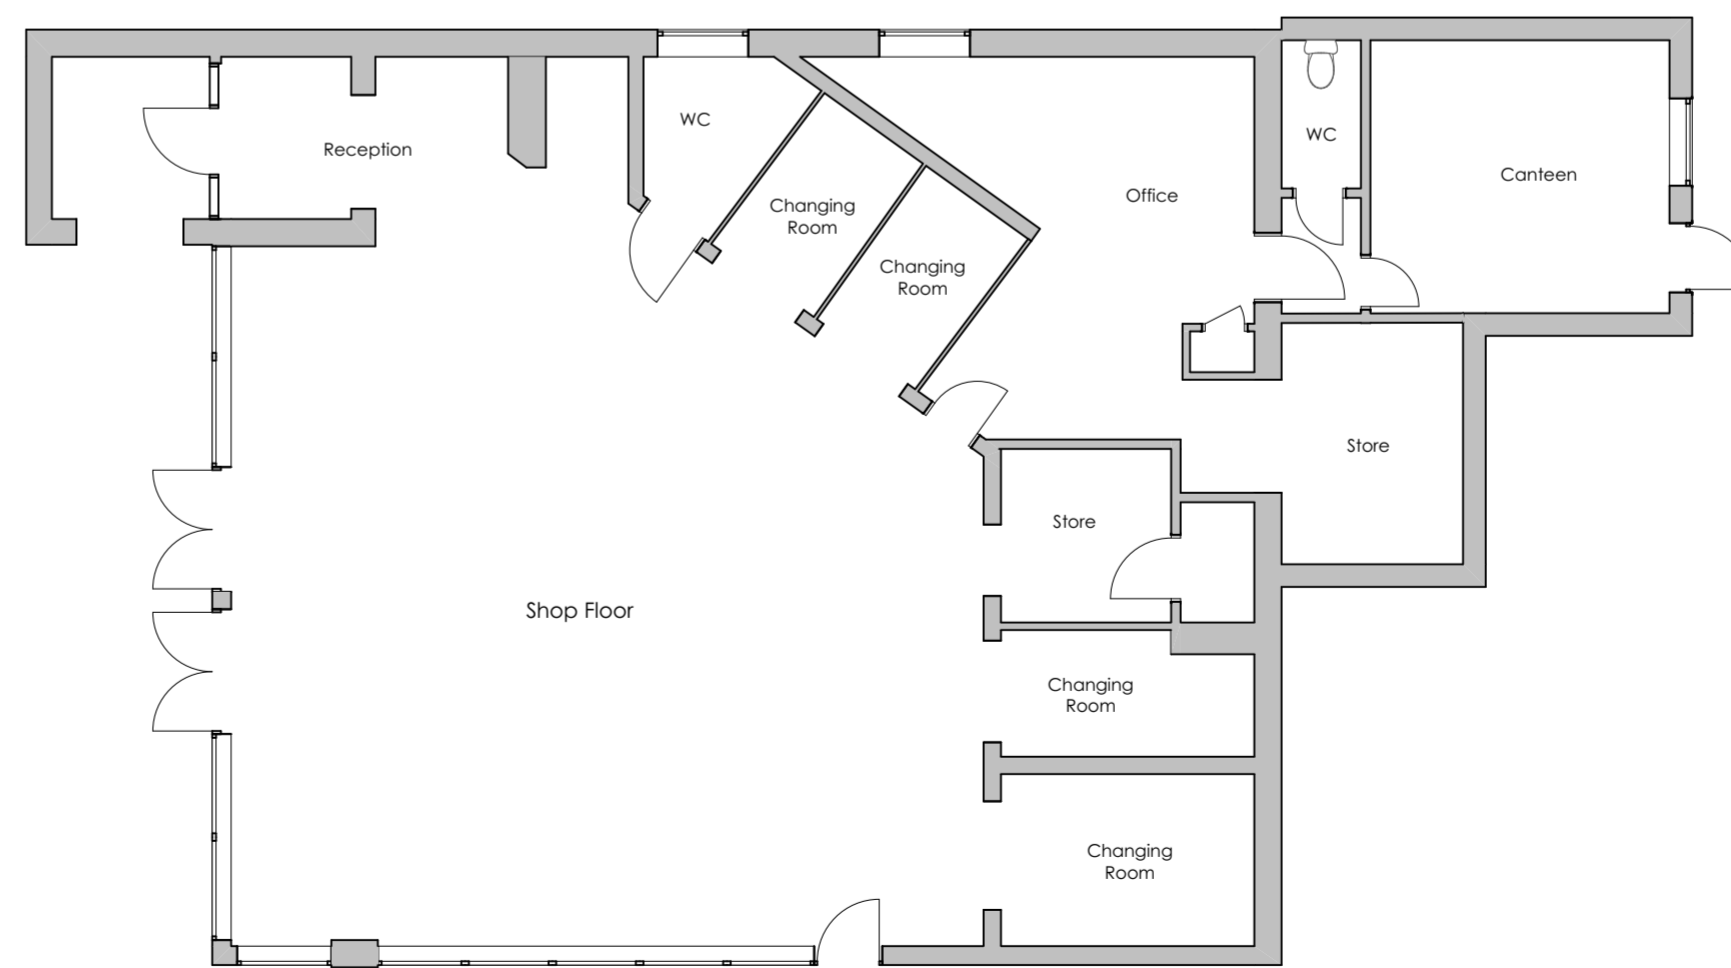 WC
WC
Reception
Canteen
Office
Changing
Room
Changing
Room
Store
Store
Shop Floor
Changing
Room
Changing
Room